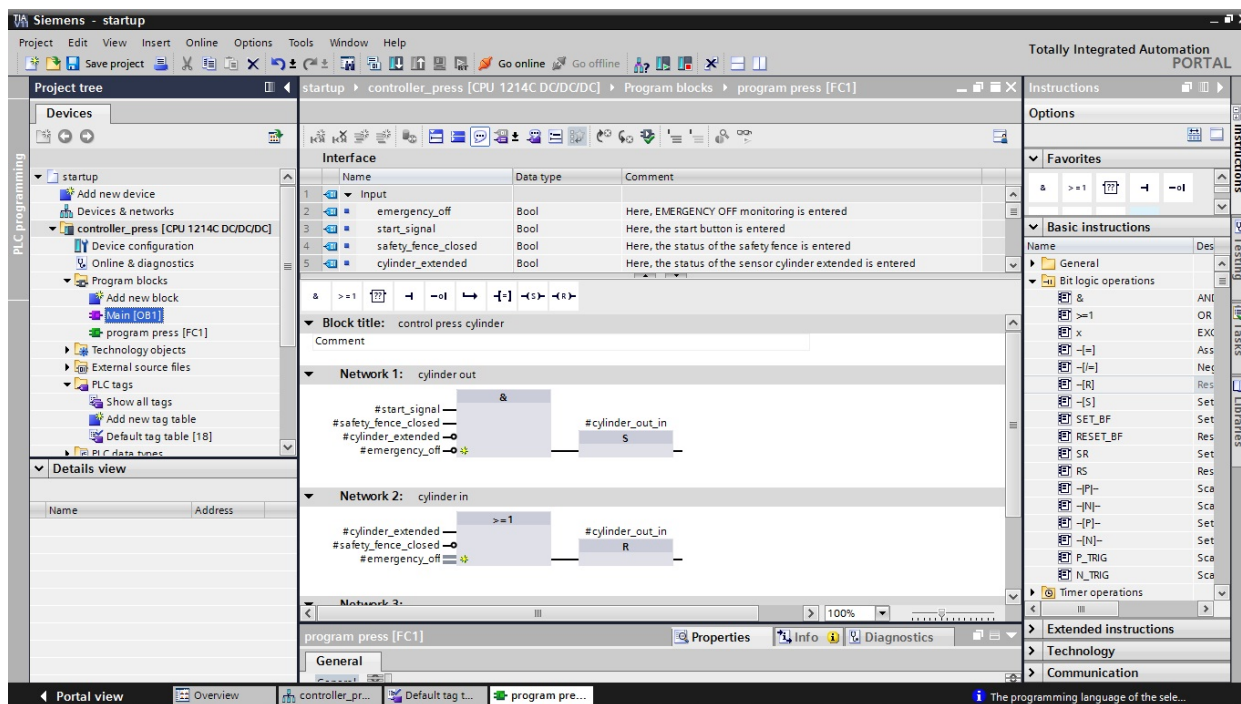 Siemens - startup
Project Edit View Insert Online Options Tools Window Help
Totally Integrated Automation
PORTAL
Save project Go online Go offline
Project tree
startup controller_press [CPU 1214C DC/DC/DC] Program blocks program press [FC1]
Instructions
Devices
Options
Interface
Name Data type Comment
1 Input
2 emergency_off Bool Here, EMERGENCY OFF monitoring is entered
3 start_signal Bool Here, the start button is entered
4 safety_fence_closed Bool Here, the status of the safety fence is entered
5 cylinder_extended Bool Here, the status of the sensor cylinder extended is entered
PLC programming
startup
Add new device
Devices & networks
controller_press [CPU 1214C DC/DC/DC]
Device configuration
Online & diagnostics
Program blocks
Add new block
Main [OB1]
program press [FC1]
Technology objects
External source files
PLC tags
Show all tags
Add new tag table
Default tag table [18]
PLC data types
Details view
Name Address
& >=1 ?? -[=] -(S)- -(R)-
Block title: control press cylinder
Comment
Network 1: cylinder out
&
#start_signal
#safety_fence_closed
#cylinder_extended
#emergency_off
#cylinder_out_in
S
Network 2: cylinder in
>=1
#cylinder_extended
#safety_fence_closed
#emergency_off
#cylinder_out_in
R
Network 3:
100%
program press [FC1] Properties Info Diagnostics
General
Favorites
& >=1 ??
Basic instructions
Name Des
General
Bit logic operations
& AND
>=1 OR
x EXC
-[=] Ass
-[/=] Neg
-[R] Res
-[S] Set
SET_BF Set
RESET_BF Res
SR Set
RS Res
-|P|- Sca
-|N|- Sca
-[P]- Set
-[N]- Set
P_TRIG Sca
N_TRIG Sca
Timer operations
Extended instructions
Technology
Communication
Instructions
Testing
Tasks
Libraries
Portal view Overview controller_pr... Default tag t... program pre... The programming language of the sele...